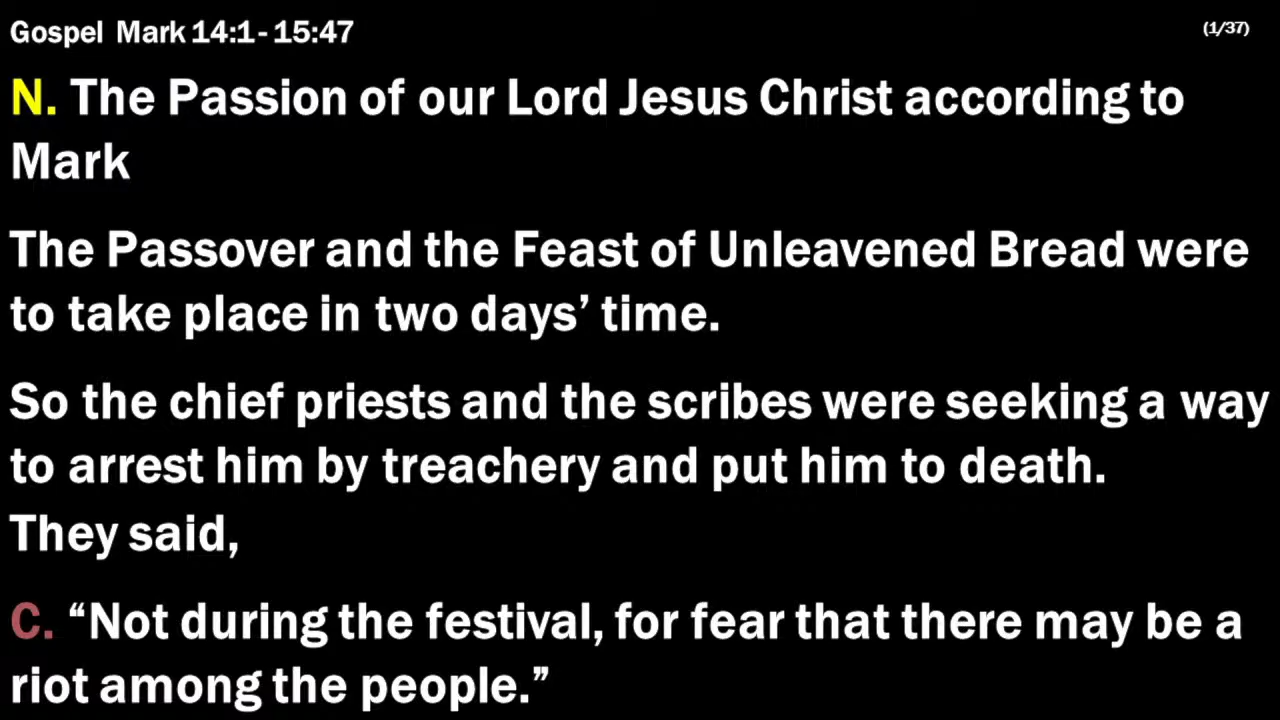 Gospel Mark 14:1 - 15:47 (1/37)
N. The Passion of our Lord Jesus Christ according to
Mark
The Passover and the Feast of Unleavened Bread were
to take place in two days’ time.
So the chief priests and the scribes were seeking a way
to arrest him by treachery and put him to death.
They said,
C. “Not during the festival, for fear that there may be a
riot among the people.”